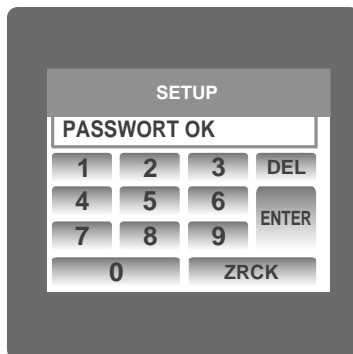 SETUP
PASSWORT OK
1 2 3 DEL
4 5 6 ENTER
7 8 9
0 ZRCK